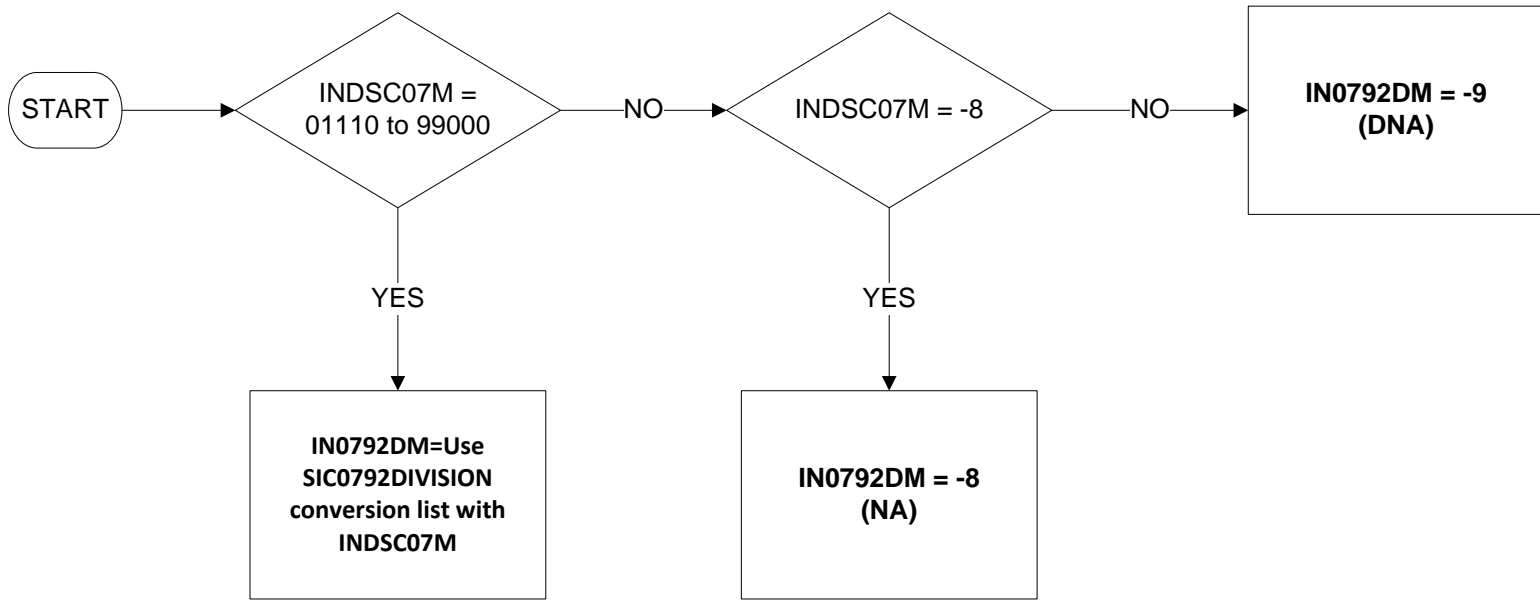 START
INDSC07M =
01110 to 99000
NO
INDSC07M = -8
NO
IN0792DM = -9
(DNA)
YES
YES
IN0792DM=Use
SIC0792DIVISION
conversion list with
INDSC07M
IN0792DM = -8
(NA)